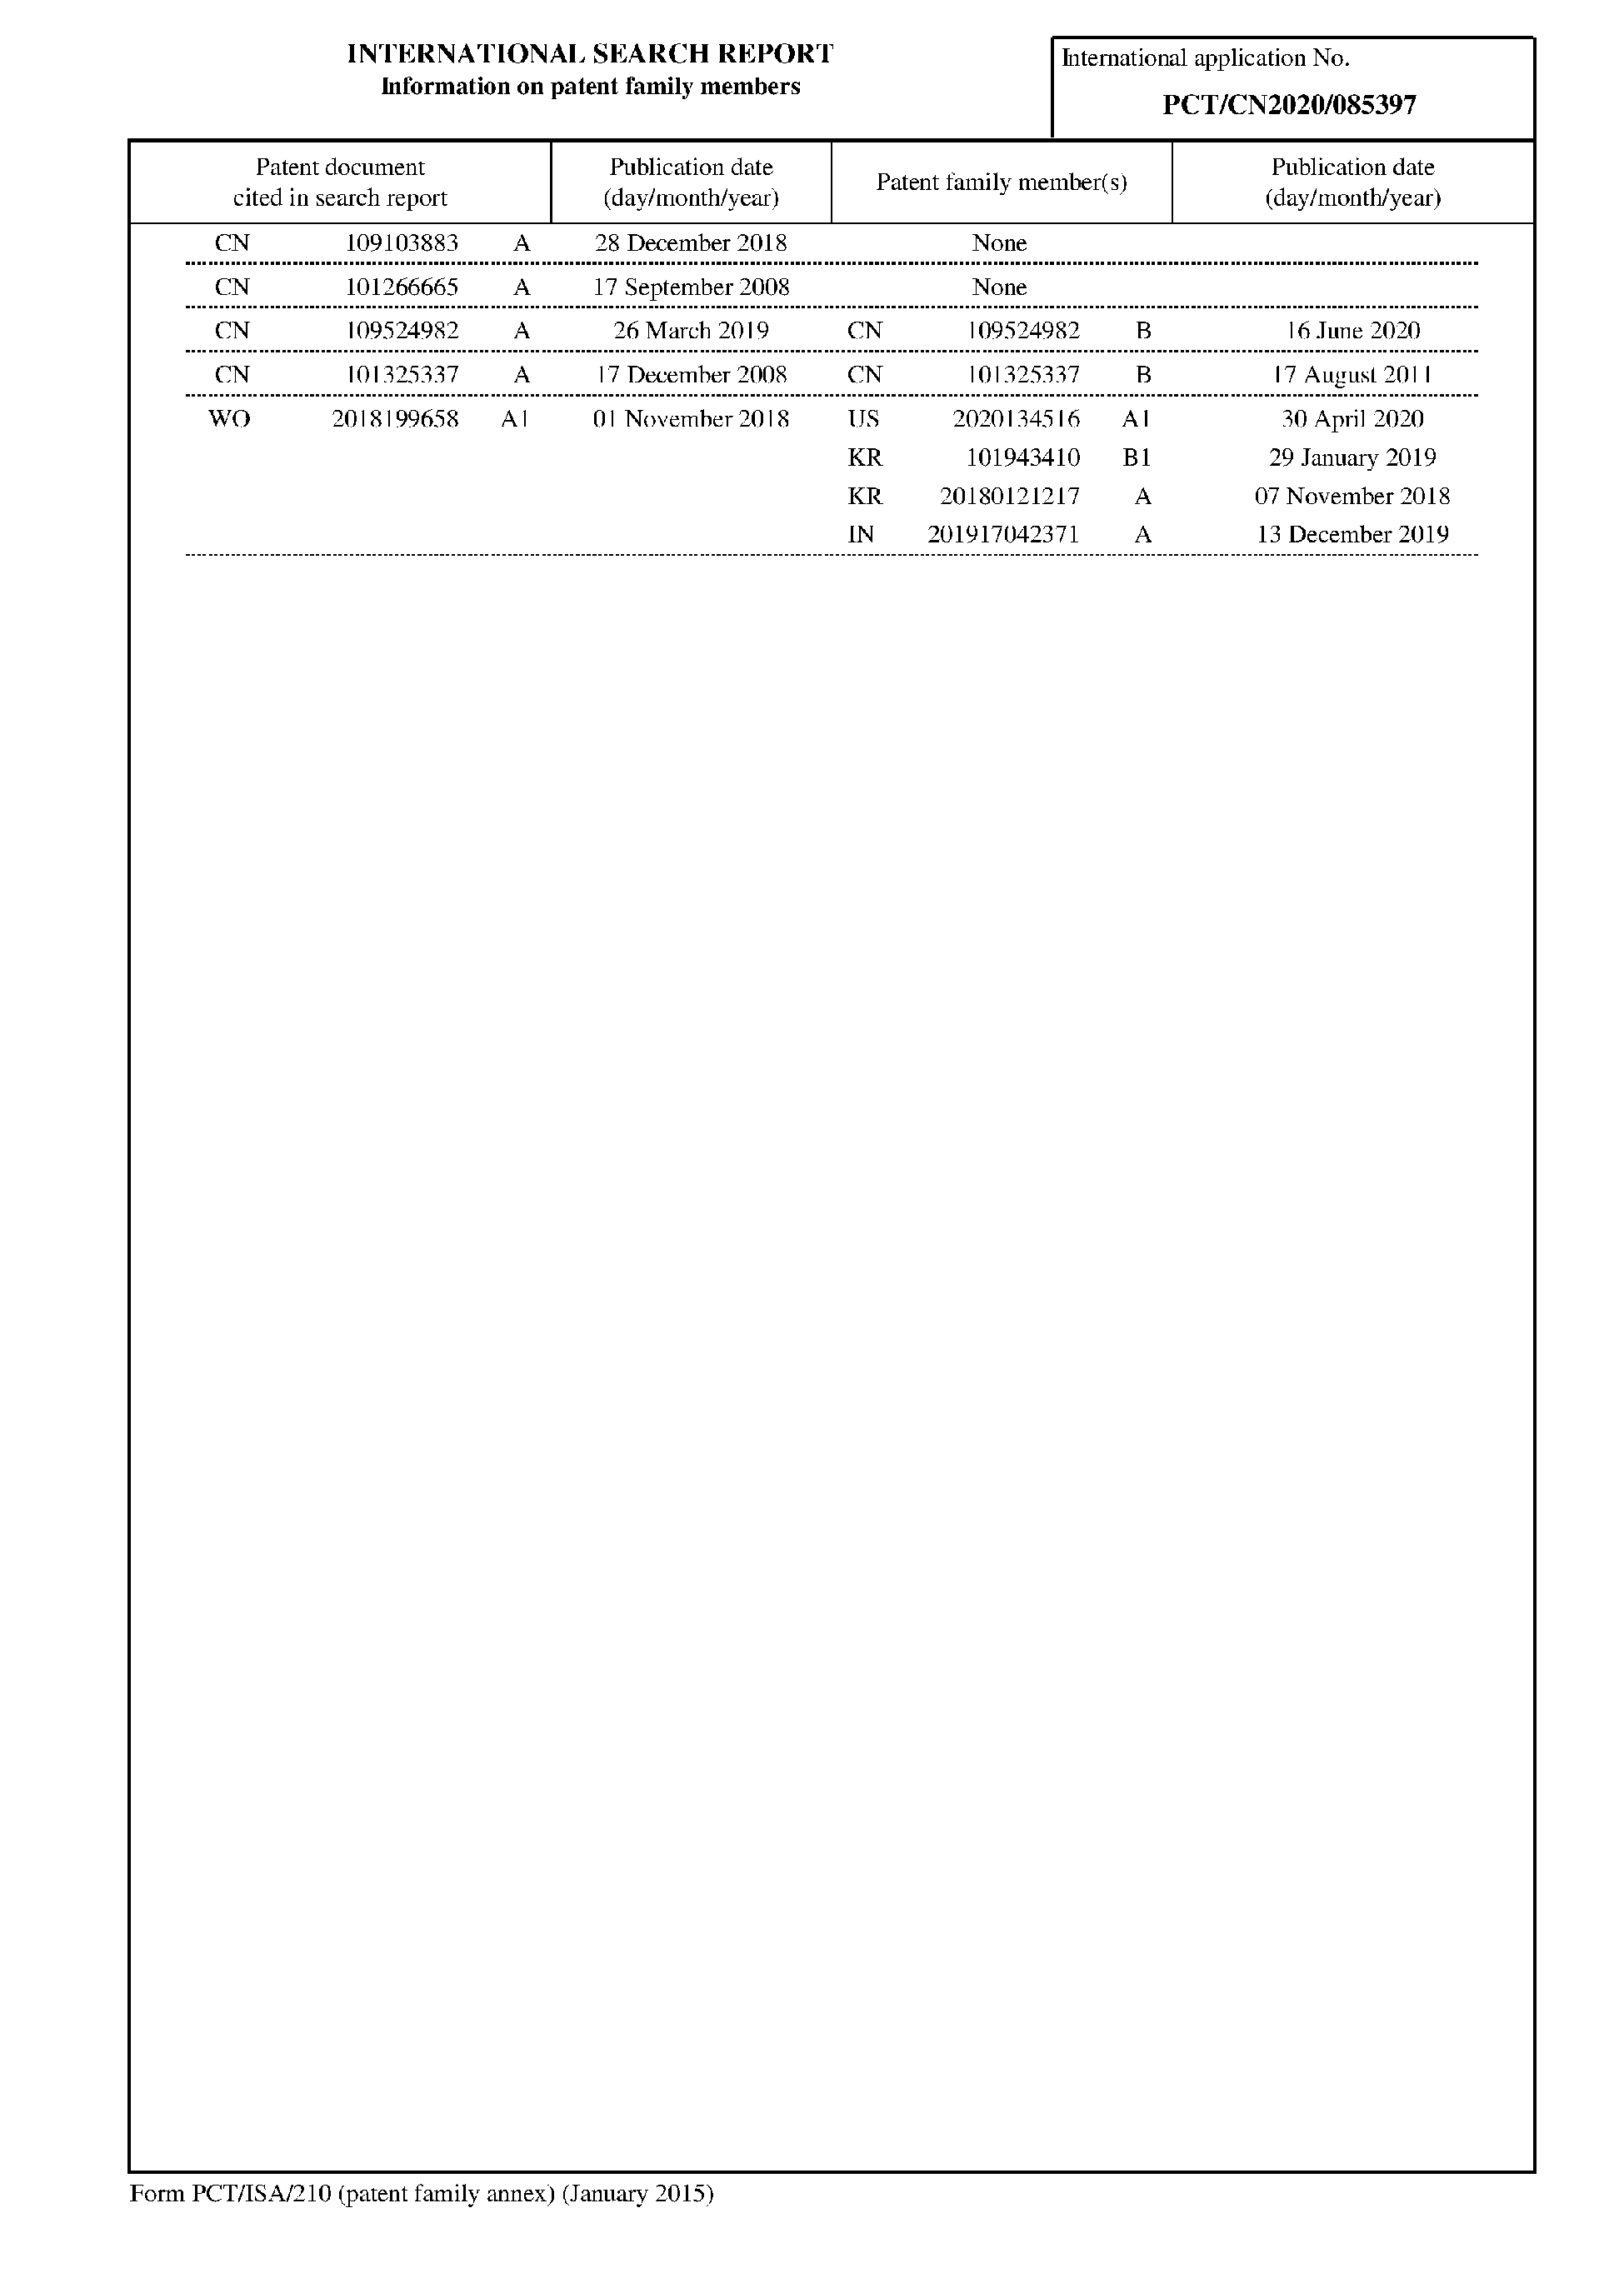 INTERNATIONAL SEARCH REPORT
Information on patent family members
International application No.
PCT/CN2020/085397
Patent document
cited in search report
Publication date
(day/month/year)
Patent family member(s)
Publication date
(day/month/year)
CN 109103883 A 28 December 2018 None
CN 101266665 A 17 September 2008 None
CN 109524982 A 26 March 2019 CN 109524982 B 16 June 2020
CN 101325337 A 17 December 2008 CN 101325337 B 17 August 2011
WO 2018199658 A1 01 November 2018 US 2020134516 A1 30 April 2020
KR 101943410 B1 29 January 2019
KR 20180121217 A 07 November 2018
IN 201917042371 A 13 December 2019
Form PCT/ISA/210 (patent family annex) (January 2015)